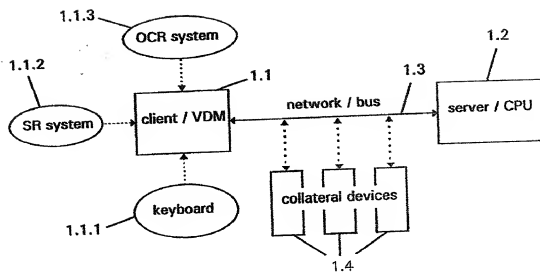 1.1.3
OCR system
1.2
1.1.2
1.1
1.3
network / bus
server / CPU
client / VDM
SR system
collateral devices
keyboard
1.1.1
1.4